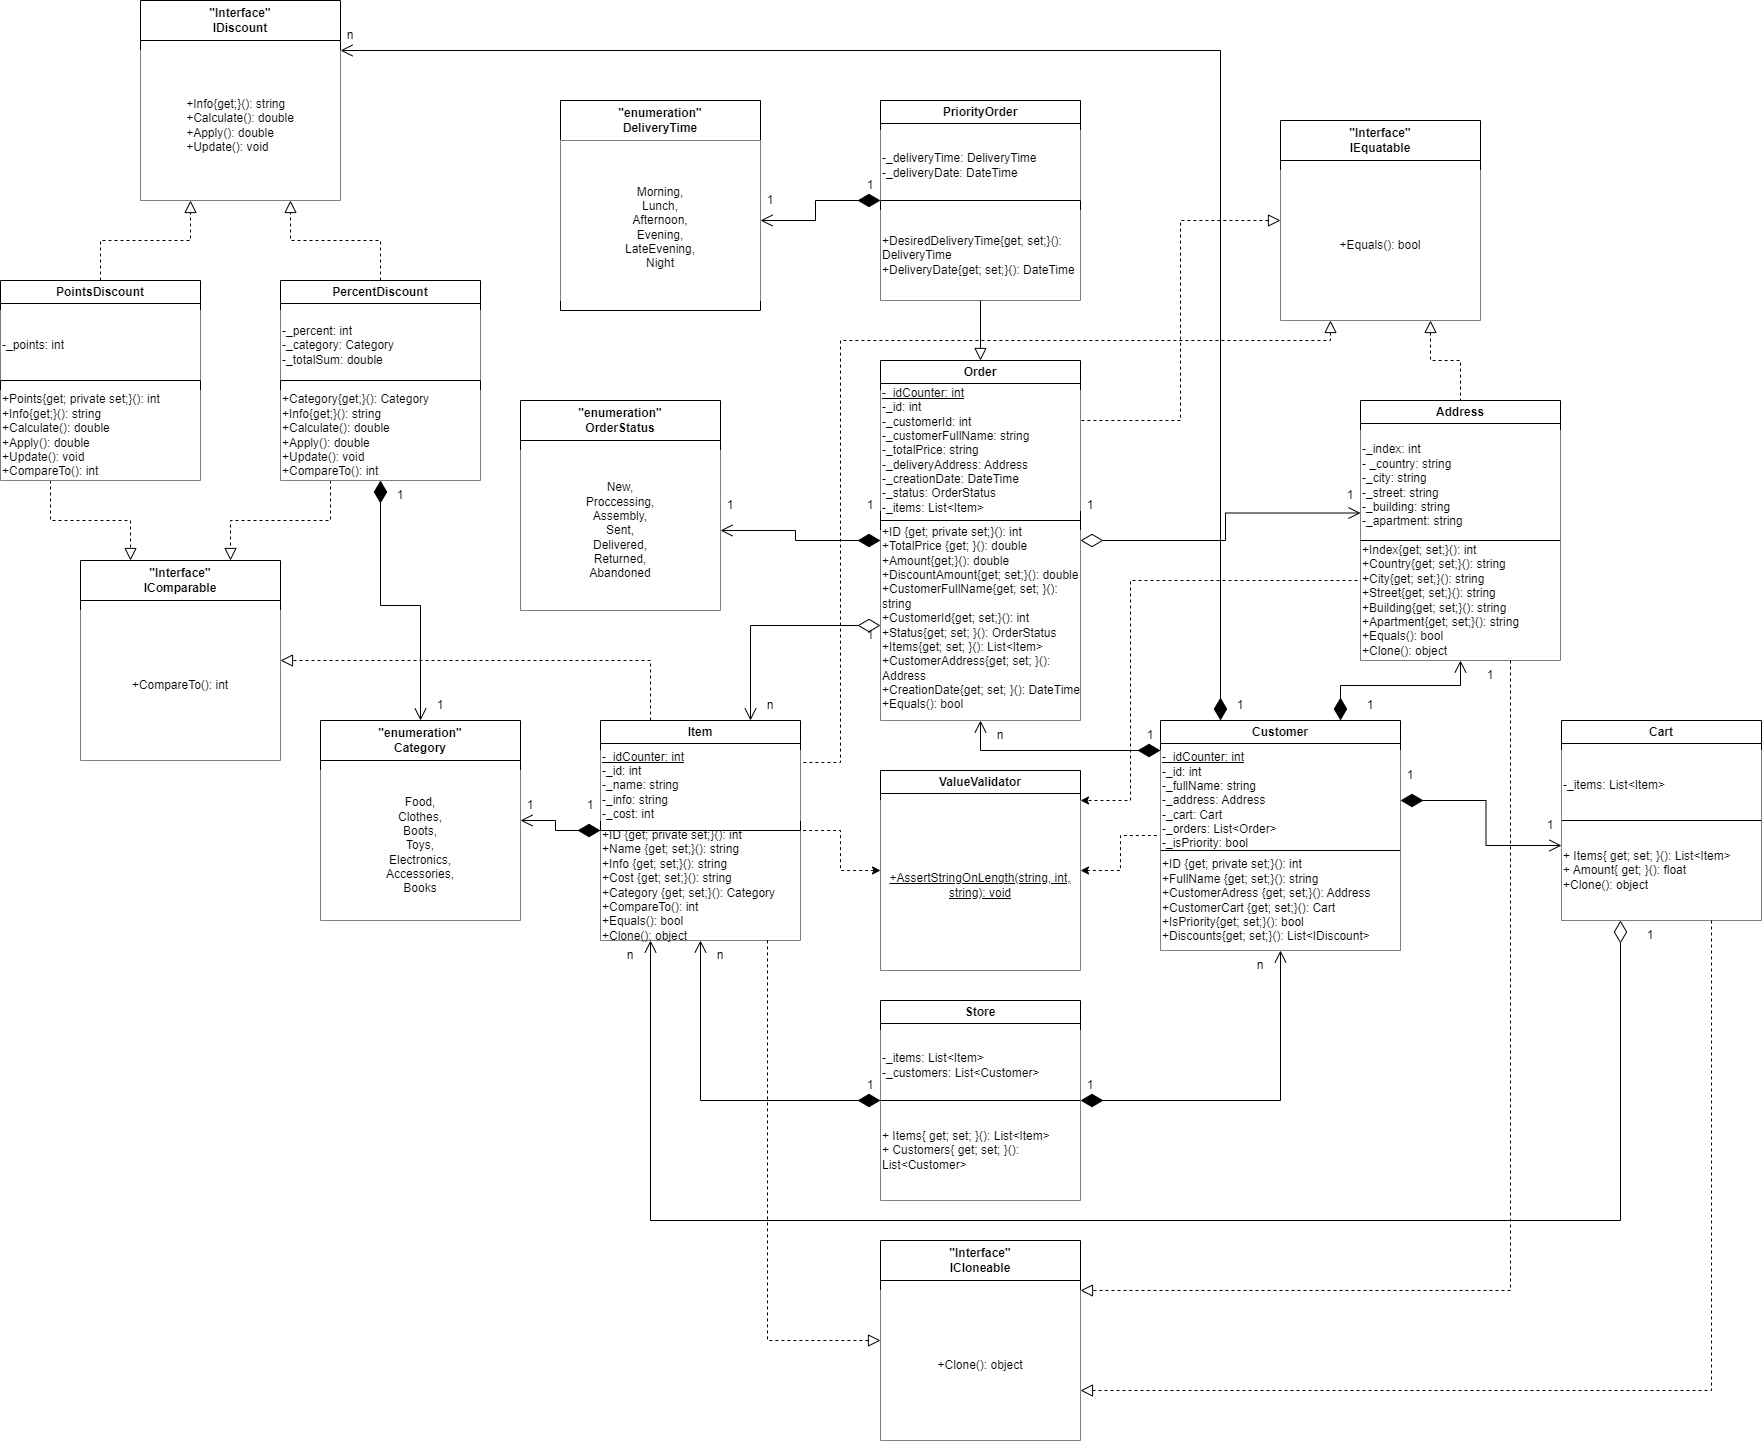 "Interface"
IDiscount
+Info{get;}(): string
+Calculate(): double
+Apply(): double
+Update(): void
n
"enumeration"
DeliveryTime
Morning,
Lunch,
Afternoon,
Evening,
LateEvening,
Night
1
1
PriorityOrder
-_deliveryTime: DeliveryTime
-_deliveryDate: DateTime
+DesiredDeliveryTime{get; set;}():
DeliveryTime
+DeliveryDate{get; set;}(): DateTime
"Interface"
IEquatable
+Equals(): bool
PointsDiscount
-_points: int
+Points{get; private set;}(): int
+Info{get;}(): string
+Calculate(): double
+Apply(): double
+Update(): void
+CompareTo(): int
PercentDiscount
-_percent: int
-_category: Category
-_totalSum: double
+Category{get;}(): Category
+Info{get;}(): string
+Calculate(): double
+Apply(): double
+Update(): void
+CompareTo(): int
1
"enumeration"
OrderStatus
New,
Proccessing,
Assembly,
Sent,
Delivered,
Returned,
Abandoned
1
1
Order
-_idCounter: int
-_id: int
-_customerId: int
-_customerFullName: string
-_totalPrice: string
-_deliveryAddress: Address
-_creationDate: DateTime
-_status: OrderStatus
-_items: List<Item>
+ID {get; private set;}(): int
+TotalPrice {get; }(): double
+Amount{get;}(): double
+DiscountAmount{get; set;}(): double
+CustomerFullName{get; set; }():
string
+CustomerId{get; set;}(): int
+Status{get; set; }(): OrderStatus
+Items{get; set; }(): List<Item>
+CustomerAddress{get; set; }():
Address
+CreationDate{get; set; }(): DateTime
+Equals(): bool
1
1
1
Address
-_index: int
- _country: string
-_city: string
-_street: string
-_building: string
-_apartment: string
+Index{get; set;}(): int
+Country{get; set;}(): string
+City{get; set;}(): string
+Street{get; set;}(): string
+Building{get; set;}(): string
+Apartment{get; set;}(): string
+Equals(): bool
+Clone(): object
"Interface"
IComparable
+CompareTo(): int
1
n
n
1
1
1
1
"enumeration"
Category
Food,
Clothes,
Boots,
Toys,
Electronics,
Accessories,
Books
1
1
Item
-_idCounter: int
-_id: int
-_name: string
-_info: string
-_cost: int
+ID {get; private set;}(): int
+Name {get; set;}(): string
+Info {get; set;}(): string
+Cost {get; set;}(): string
+Category {get; set;}(): Category
+CompareTo(): int
+Equals(): bool
+Clone(): object
n
n
ValueValidator
+AssertStringOnLength(string, int,
string): void
Customer
-_idCounter: int
-_id: int
-_fullName: string
-_address: Address
-_cart: Cart
-_orders: List<Order>
-_isPriority: bool
+ID {get; private set;}(): int
+FullName {get; set;}(): string
+CustomerAdress {get; set;}(): Address
+CustomerCart {get; set;}(): Cart
+IsPriority{get; set;}(): bool
+Discounts{get; set;}(): List<IDiscount>
n
1
1
Cart
-_items: List<Item>
+ Items{ get; set; }(): List<Item>
+ Amount{ get; }(): float
+Clone(): object
1
Store
-_items: List<Item>
-_customers: List<Customer>
1
1
+ Items{ get; set; }(): List<Item>
+ Customers{ get; set; }():
List<Customer>
"Interface"
ICloneable
+Clone(): object